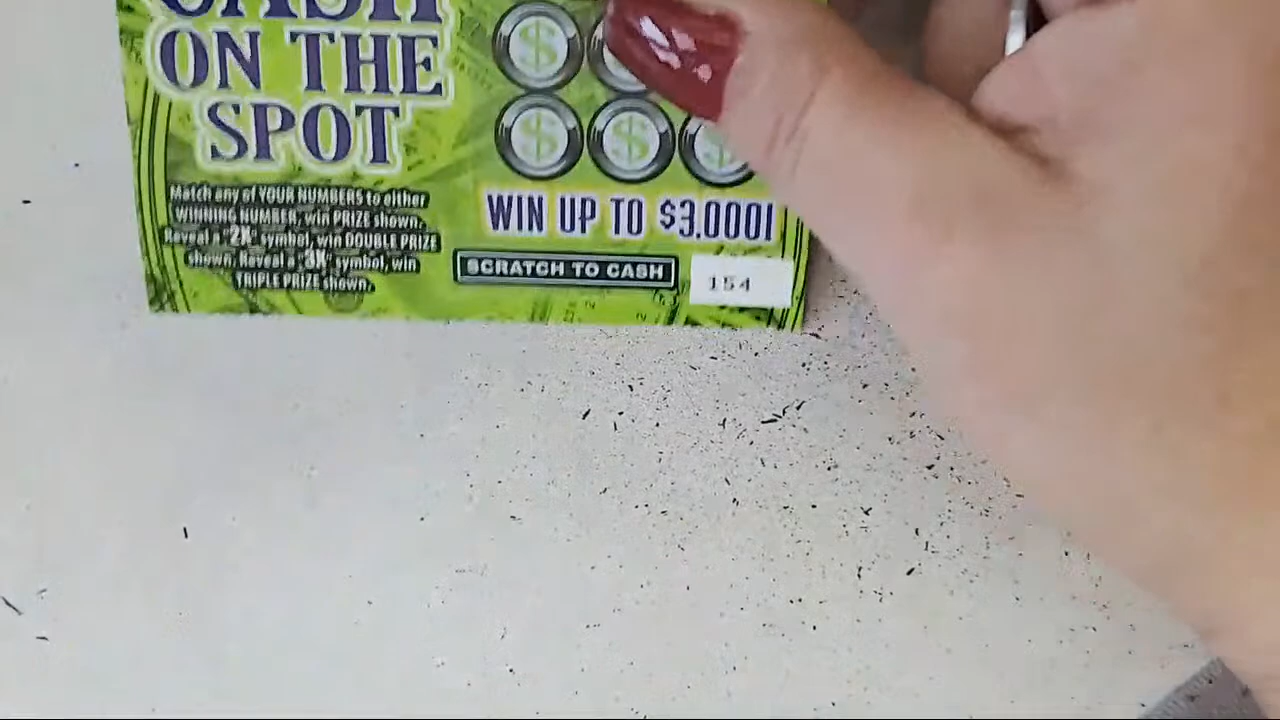 CASH
ON THE
SPOT
Match any of YOUR NUMBERS to either
WINNING NUMBER, win PRIZE shown.
Reveal a "2X" symbol, win DOUBLE PRIZE
shown. Reveal a "3X" symbol, win
TRIPLE PRIZE shown.
$
$ $ $
WIN UP TO $3,000!
SCRATCH TO CASH
154